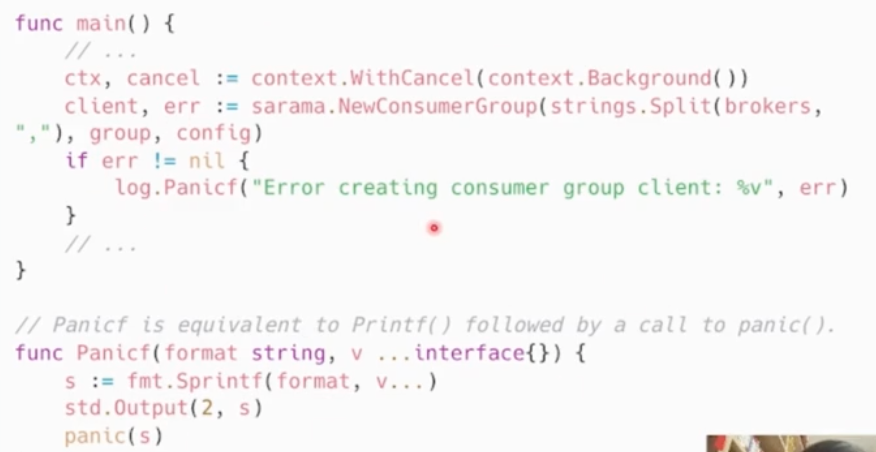 func main() {
    // ...
    ctx, cancel := context.WithCancel(context.Background())
    client, err := sarama.NewConsumerGroup(strings.Split(brokers,
","), group, config)
    if err != nil {
        log.Panicf("Error creating consumer group client: %v", err)
    }
    // ...
}
// Panicf is equivalent to Printf() followed by a call to panic().
func Panicf(format string, v ...interface{}) {
    s := fmt.Sprintf(format, v...)
    std.Output(2, s)
    panic(s)